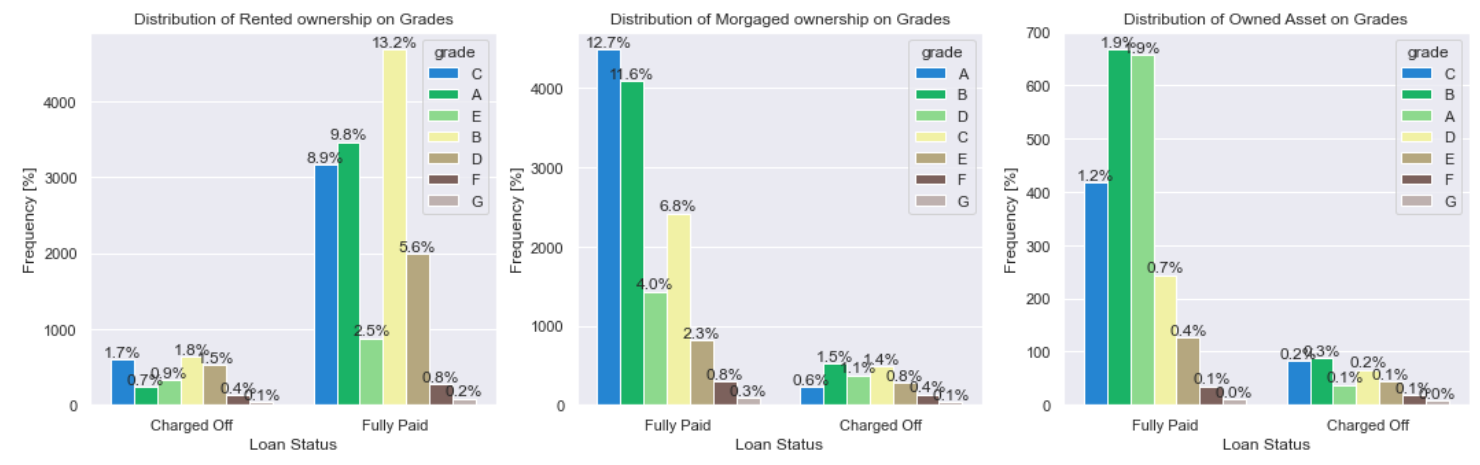 Distribution of Rented ownership on Grades
Frequency [%]
4000
3000
2000
1000
0
1.7%
0.7%
0.9%
1.8%
1.5%
0.4%
0.1%
8.9%
9.8%
2.5%
13.2%
5.6%
0.8%
0.2%
grade
C
A
E
B
D
F
G
Charged Off
Fully Paid
Loan Status
Distribution of Morgaged ownership on Grades
Frequency [%]
4000
3000
2000
1000
0
12.7%
11.6%
4.0%
6.8%
2.3%
0.8%
0.3%
0.6%
1.5%
1.1%
1.4%
0.8%
0.4%
0.1%
grade
A
B
D
C
E
F
G
Fully Paid
Charged Off
Loan Status
Distribution of Owned Asset on Grades
Frequency [%]
700
600
500
400
300
200
100
0
1.2%
1.9%
1.9%
0.7%
0.4%
0.1%
0.0%
0.2%
0.3%
0.1%
0.2%
0.1%
0.1%
0.0%
grade
C
B
A
D
E
F
G
Fully Paid
Charged Off
Loan Status